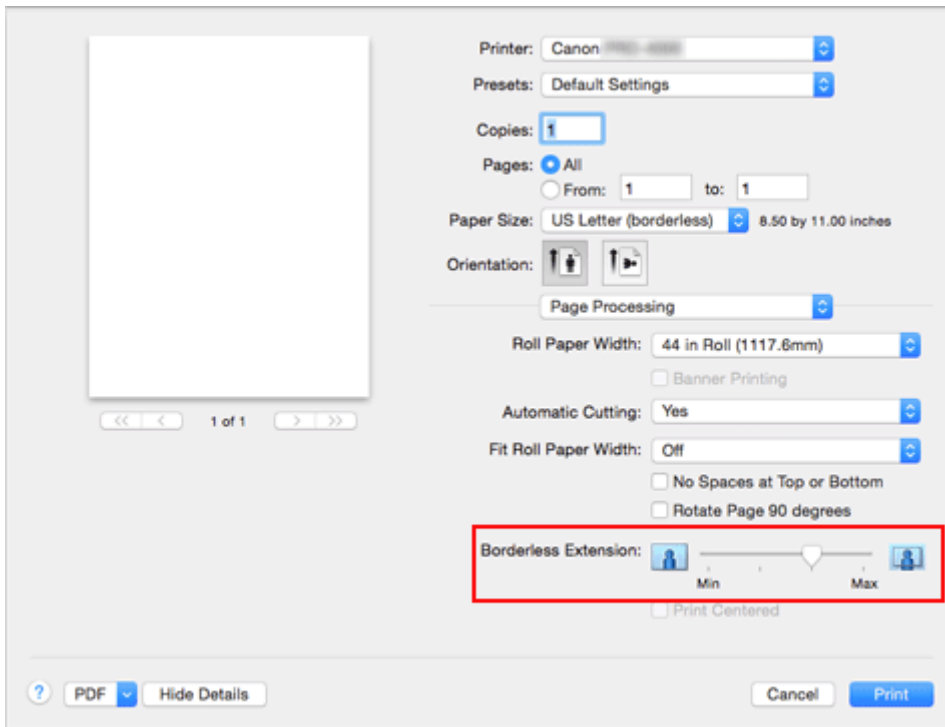 Printer: Canon
Presets: Default Settings
Copies: 1
Pages: All
From: 1 to: 1
Paper Size: US Letter (borderless) 8.50 by 11.00 inches
Orientation:
Page Processing
Roll Paper Width: 44 in Roll (1117.6mm)
Banner Printing
<< < 1 of 1 > >>
Automatic Cutting: Yes
Fit Roll Paper Width: Off
No Spaces at Top or Bottom
Rotate Page 90 degrees
Borderless Extension:
Min Max
Print Centered
? PDF Hide Details Cancel Print